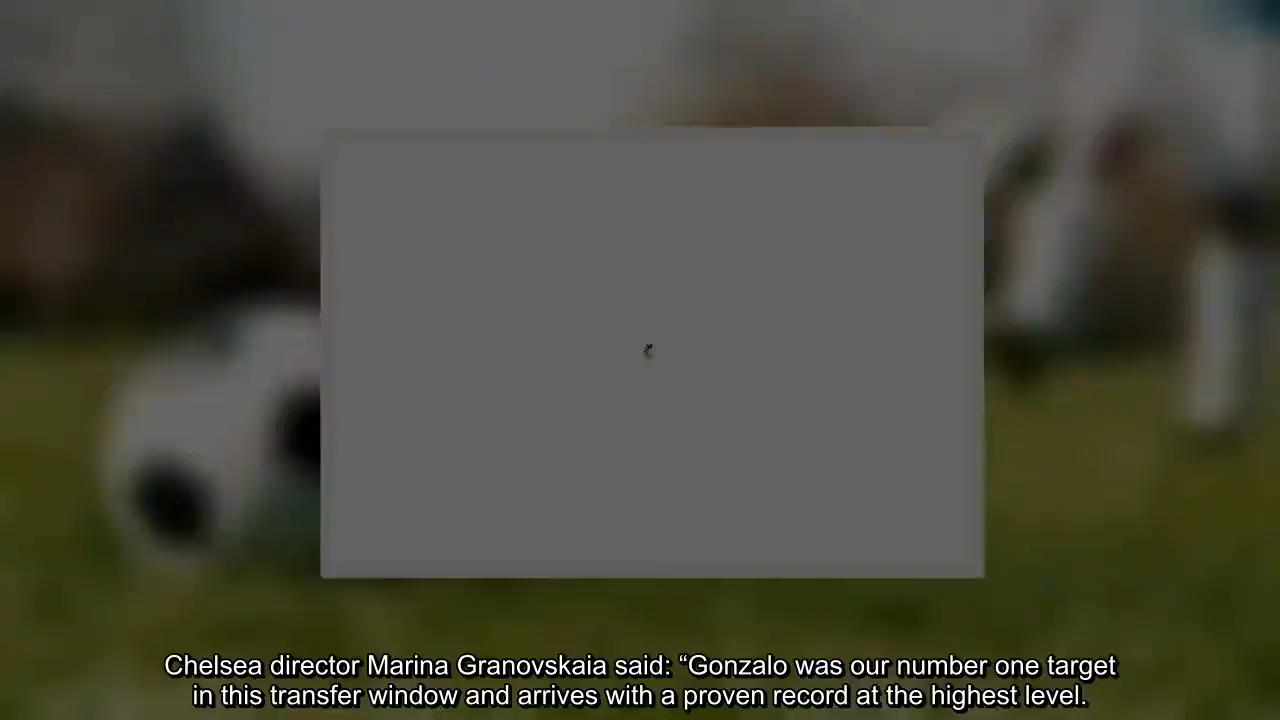 Chelsea director Marina Granovskaia said: “Gonzalo was our number one target
in this transfer window and arrives with a proven record at the highest level.